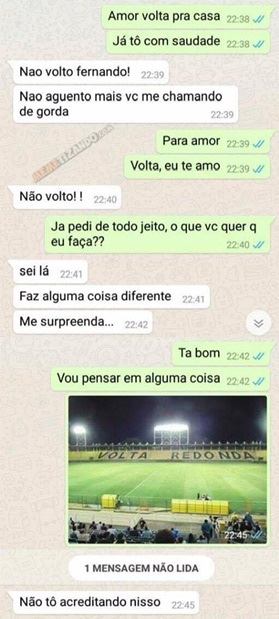 Amor volta pra casa 22:38
Já tô com saudade 22:38
Nao volto fernando! 22:39
Nao aguento mais vc me chamando
de gorda 22:39
MEMETIZANDO.com
Para amor 22:39
Volta, eu te amo 22:39
Não volto!! 22:40
Ja pedi de todo jeito, o que vc quer q
eu faça?? 22:40
sei lá 22:41
Faz alguma coisa diferente 22:41
Me surpreenda... 22:42
Ta bom 22:42
Vou pensar em alguma coisa 22:42
VOLTA REDONDA
22:45
1 MENSAGEM NÃO LIDA
Não tô acreditando nisso 22:45